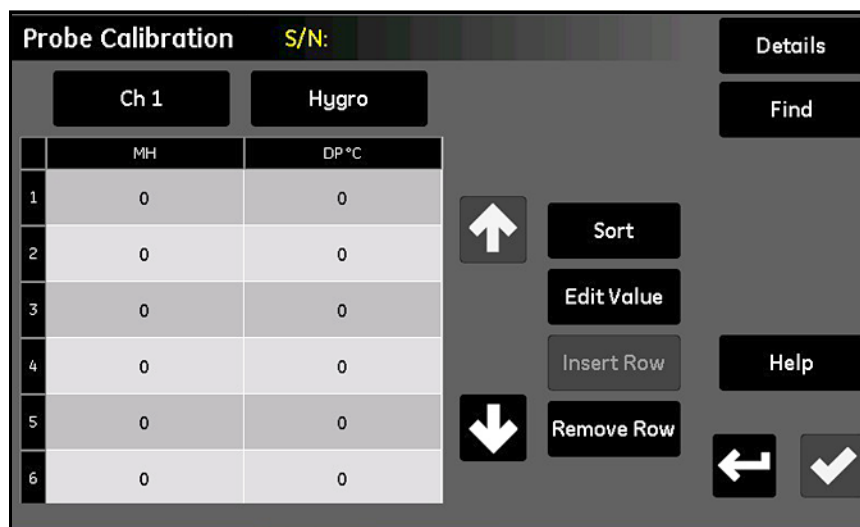 Probe Calibration S/N:
Details
Ch 1 Hygro
Find
MH DP°C
1 0 0
2 0 0
3 0 0
4 0 0
5 0 0
6 0 0
Sort
Edit Value
Insert Row
Remove Row
Help